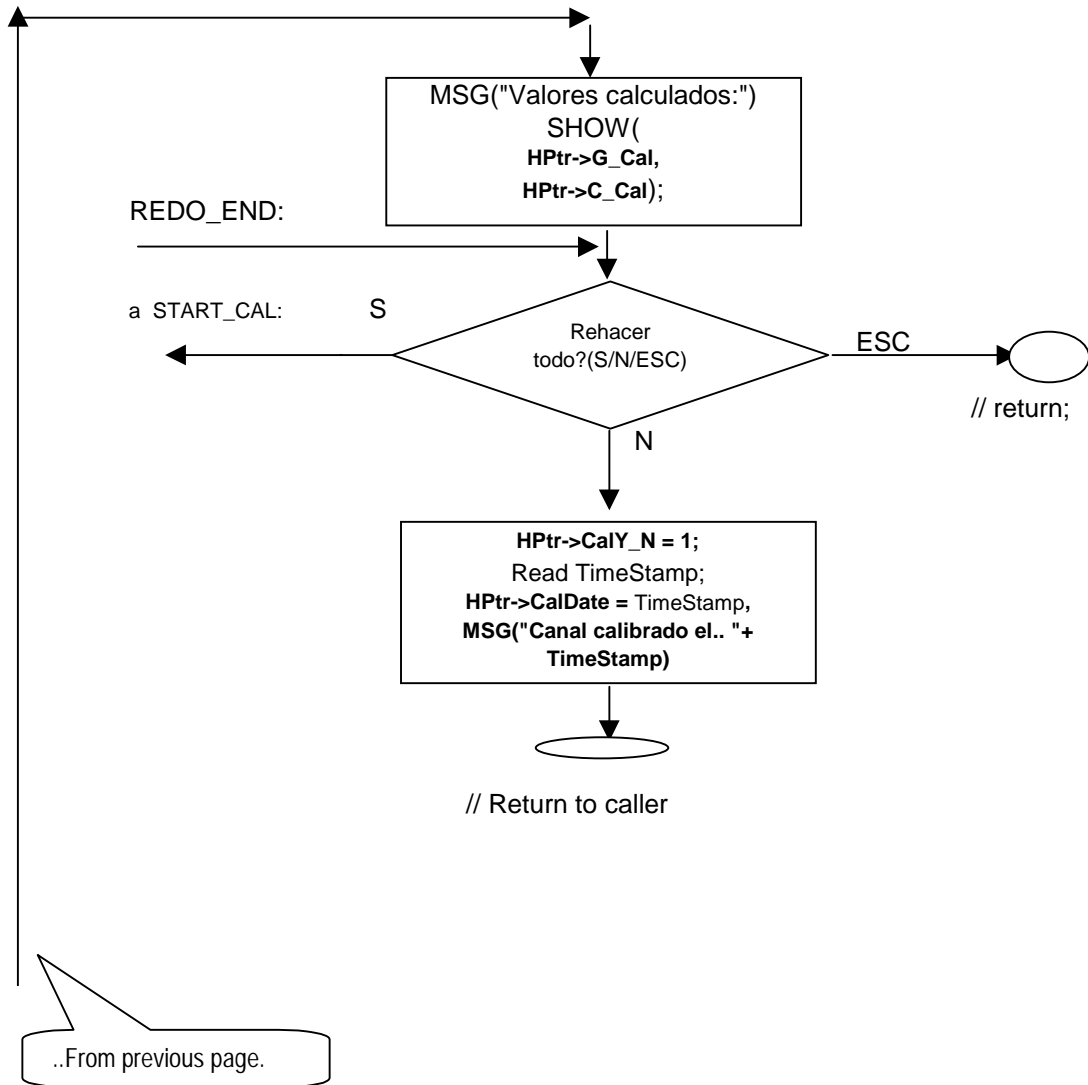 MSG("Valores calculados:")
SHOW(
HPtr->G_Cal,
HPtr->C_Cal);
REDO_END:
a START_CAL:
S
Rehacer
todo?(S/N/ESC)
ESC
// return;
N
HPtr->CalY_N = 1;
Read TimeStamp;
HPtr->CalDate = TimeStamp,
MSG("Canal calibrado el.. "+
TimeStamp)
// Return to caller
..From previous page.